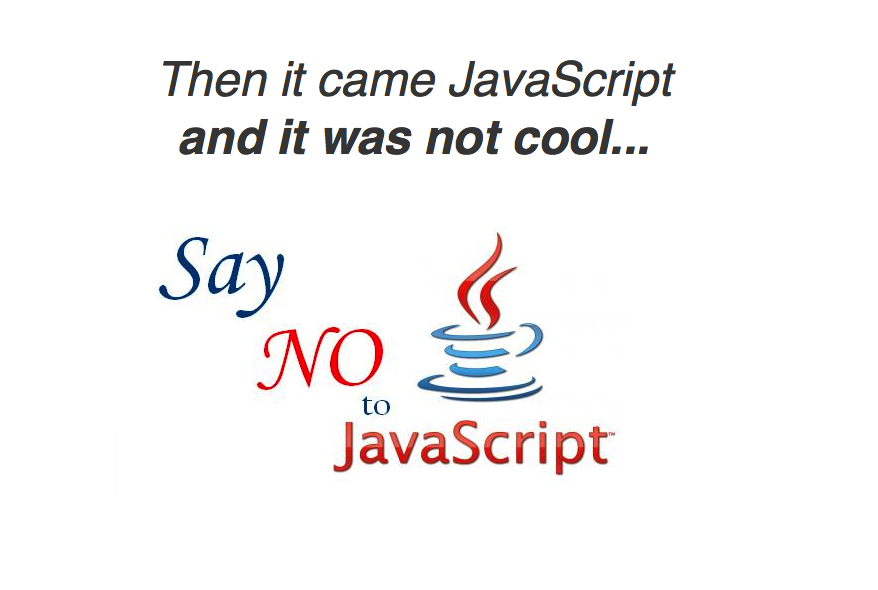 Then it came JavaScript
and it was not cool...
Say
NO
to
JavaScript™